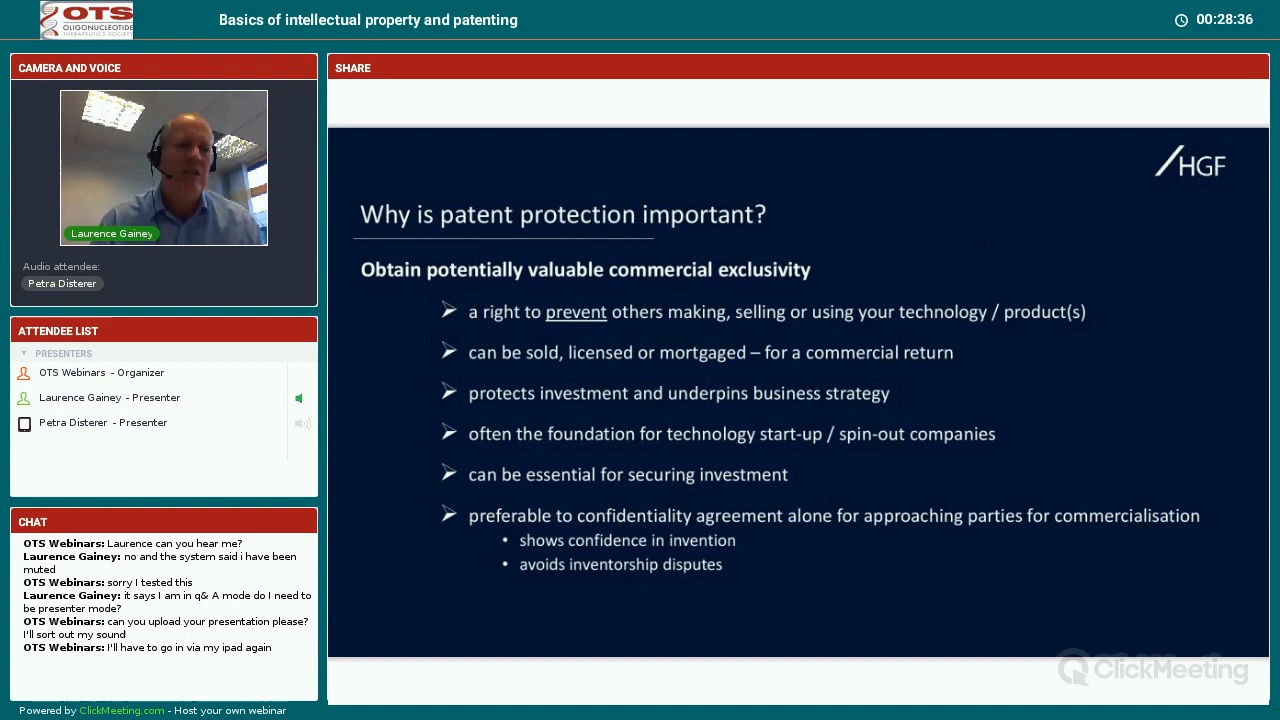 OTS
OLIGONUCLEOTIDE
THERAPEUTICS SOCIETY
Basics of intellectual property and patenting
00:28:36
CAMERA AND VOICE
Laurence Gainey
Audio attendee:
Petra Disterer
ATTENDEE LIST
PRESENTERS
OTS Webinars - Organizer
Laurence Gainey - Presenter
Petra Disterer - Presenter
CHAT
OTS Webinars: Laurence can you hear me?
Laurence Gainey: no and the system said i have been
muted
OTS Webinars: sorry I tested this
Laurence Gainey: it says I am in q& A mode do I need to
be presenter mode?
OTS Webinars: can you upload your presentation please?
I'll sort out my sound
OTS Webinars: I'll have to go in via my ipad again
SHARE
HGF
Why is patent protection important?
Obtain potentially valuable commercial exclusivity
a right to prevent others making, selling or using your technology / product(s)
can be sold, licensed or mortgaged – for a commercial return
protects investment and underpins business strategy
often the foundation for technology start-up / spin-out companies
can be essential for securing investment
preferable to confidentiality agreement alone for approaching parties for commercialisation
• shows confidence in invention
• avoids inventorship disputes
ClickMeeting
Powered by ClickMeeting.com - Host your own webinar